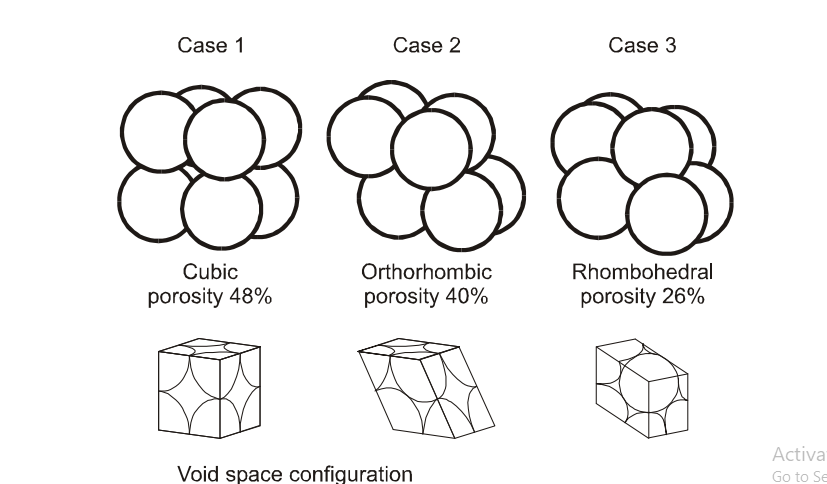 Case 1
Case 2
Case 3
Cubic
porosity 48%
Orthorhombic
porosity 40%
Rhombohedral
porosity 26%
Void space configuration
Activa
Go to Se